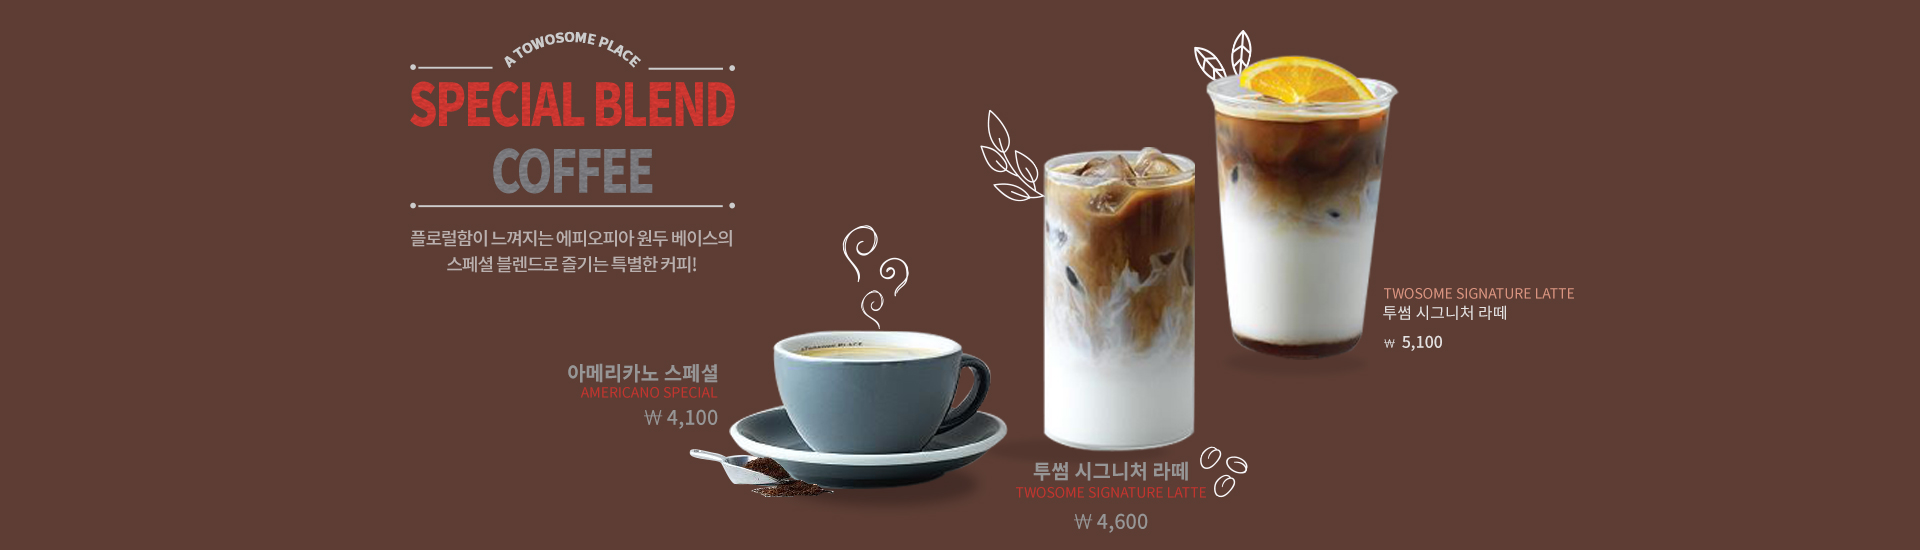 A TOWOSOME PLACE
SPECIAL BLEND
COFFEE
플로럴함이 느껴지는 에피오피아 원두 베이스의
스페셜 블렌드로 즐기는 특별한 커피!
아메리카노 스페셜
AMERICANO SPECIAL
₩ 4,100
투썸 시그니처 라떼
TWOSOME SIGNATURE LATTE
₩ 4,600
TWOSOME SIGNATURE LATTE
투썸 시그니처 라떼
₩ 5,100
A TWOSOME PLACE